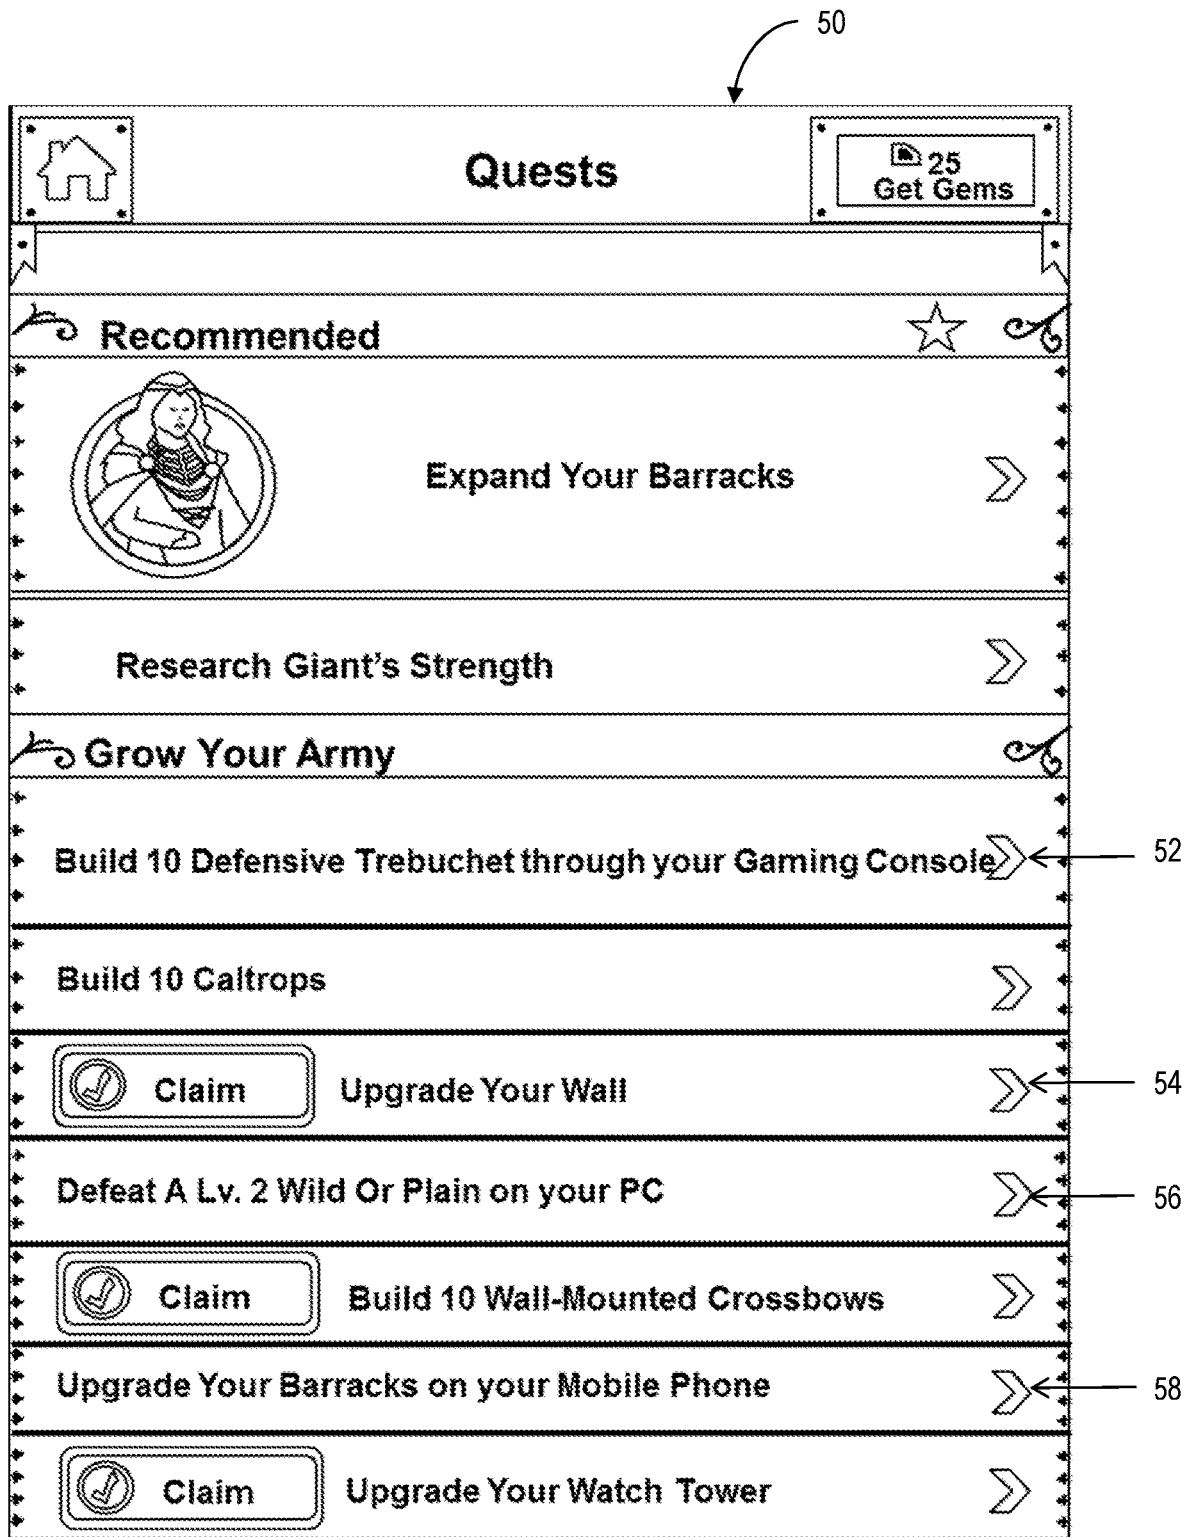 50
Quests
25
Get Gems
Recommended
Expand Your Barracks
Research Giant's Strength
Grow Your Army
Build 10 Defensive Trebuchet through your Gaming Console
52
Build 10 Caltrops
Claim Upgrade Your Wall
54
Defeat A Lv. 2 Wild Or Plain on your PC
56
Claim Build 10 Wall-Mounted Crossbows
Upgrade Your Barracks on your Mobile Phone
58
Claim Upgrade Your Watch Tower